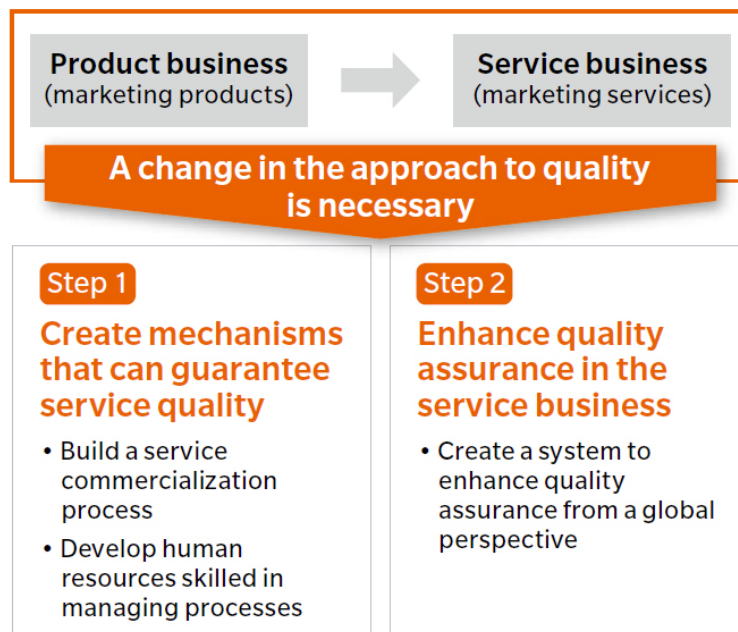 Product business
(marketing products)
Service business
(marketing services)
A change in the approach to quality
is necessary
Step 1
Create mechanisms
that can guarantee
service quality
• Build a service
commercialization
process
• Develop human
resources skilled in
managing processes
Step 2
Enhance quality
assurance in the
service business
• Create a system to
enhance quality
assurance from a global
perspective